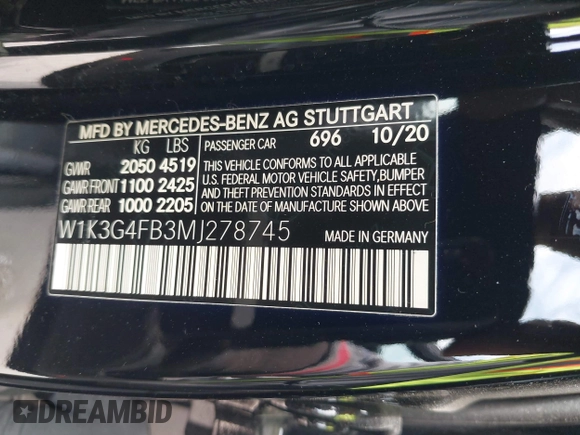 MFD BY MERCEDES-BENZ AG STUTTGART
KG LBS
GVWR 2050 4519
GAWR FRONT 1100 2425
GAWR REAR 1000 2205
PASSENGER CAR 696 10/20
THIS VEHICLE CONFORMS TO ALL APPLICABLE
U.S. FEDERAL MOTOR VEHICLE SAFETY,BUMPER
AND THEFT PREVENTION STANDARDS IN EFFECT
ON THE DATE OF MANUFACTURE SHOWN ABOVE.
W1K3G4FB3MJ278745 MADE IN GERMANY
DREAMBID